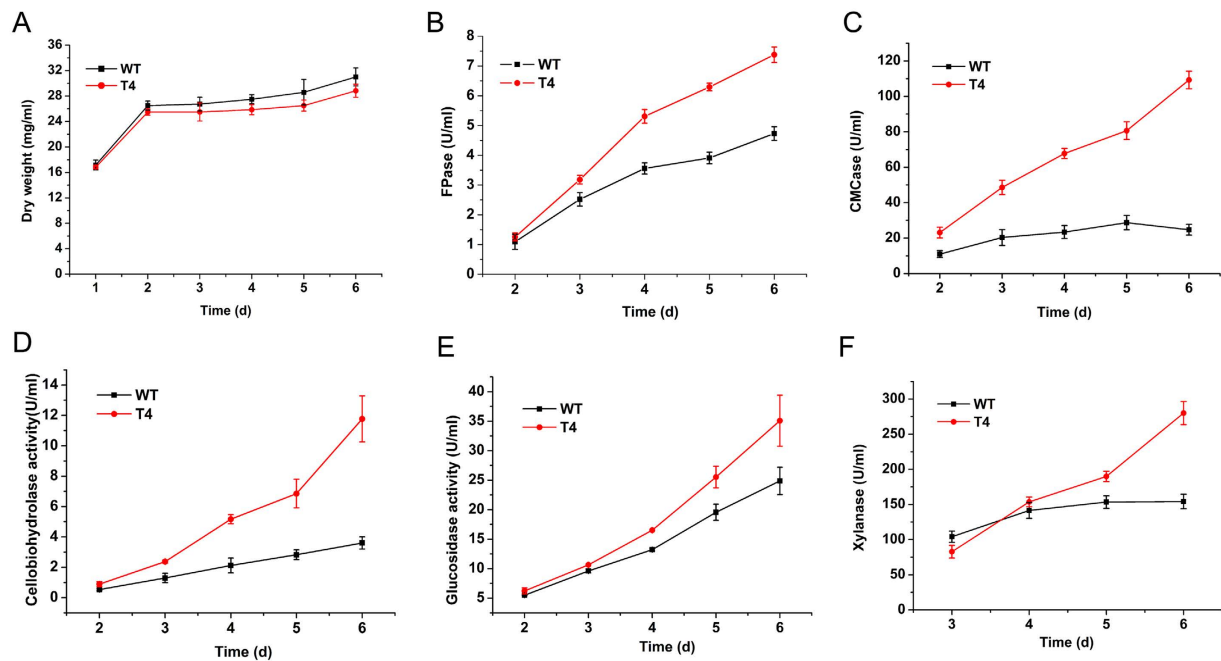 A
36
32
28
24
20
16
12
8
4
0
WT
T4
Dry weight (mg/ml)
1 2 3 4 5 6
Time (d)
B
8
7
6
5
4
3
2
1
0
WT
T4
FPase (U/ml)
2 3 4 5 6
Time (d)
C
120
100
80
60
40
20
0
WT
T4
CMCase (U/ml)
2 3 4 5 6
Time (d)
D
14
12
10
8
6
4
2
0
WT
T4
Cellobiohydrolase activity(U/ml)
2 3 4 5 6
Time (d)
E
40
35
30
25
20
15
10
5
WT
T4
Glucosidase activity (U/ml)
2 3 4 5 6
Time (d)
F
300
250
200
150
100
50
0
WT
T4
Xylanase (U/ml)
3 4 5 6
Time (d)